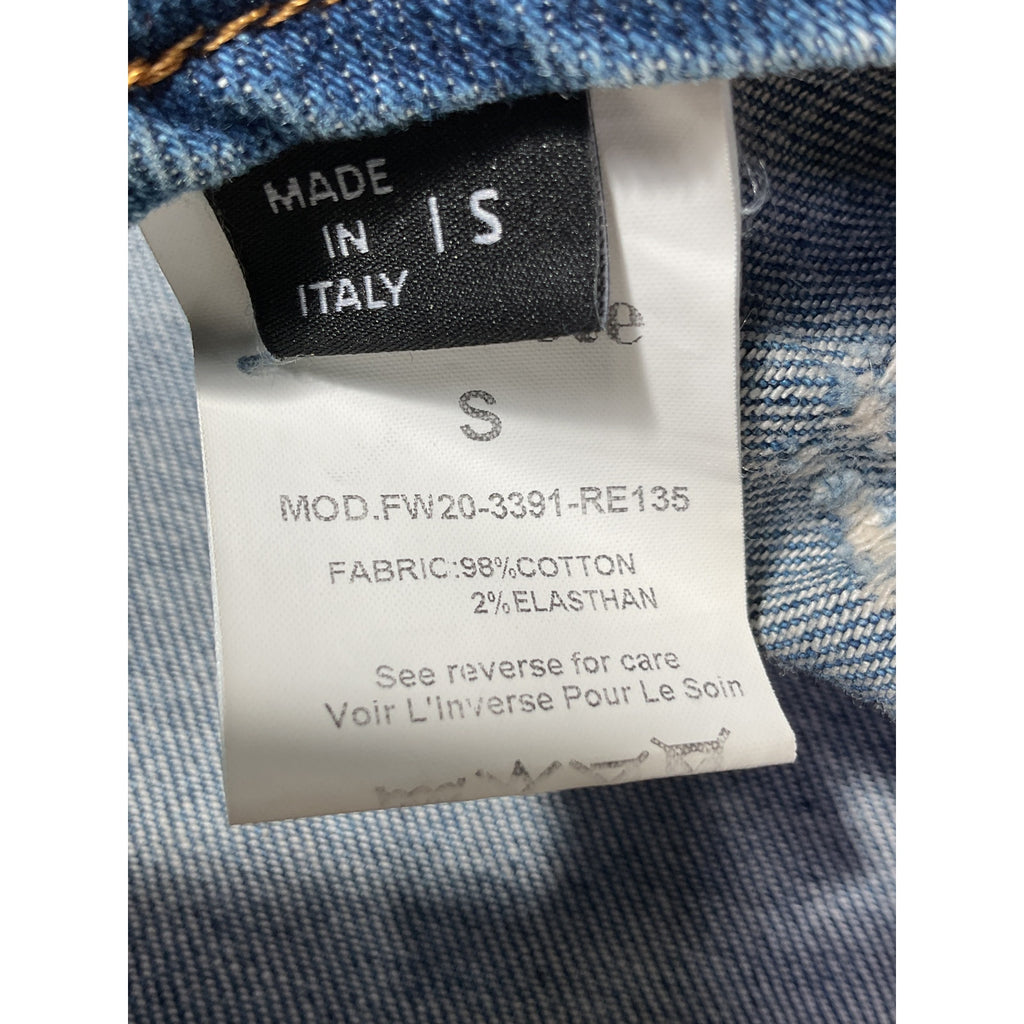 MADE
IN
ITALY
| S
S
MOD.FW20-3391-RE135
FABRIC:98%COTTON
2%ELASTHAN
See reverse for care
Voir L'Inverse Pour Le Soin